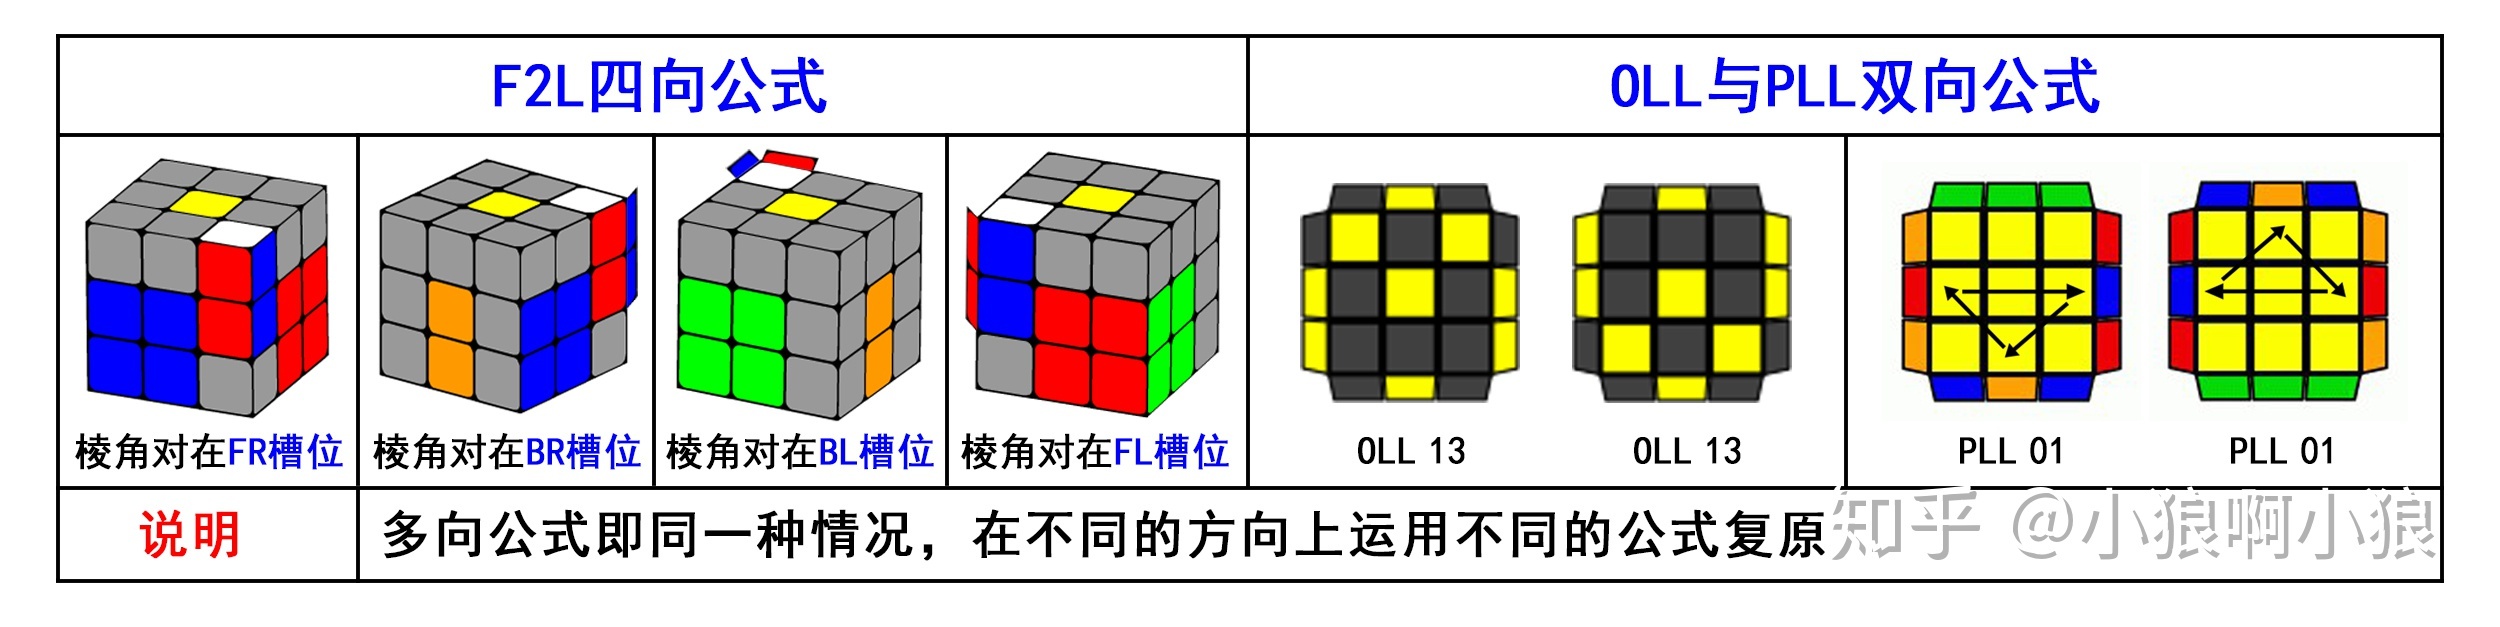 F2L四向公式
OLL与PLL双向公式
棱角对在FR槽位
棱角对在BR槽位
棱角对在BL槽位
棱角对在FL槽位
OLL 13
OLL 13
PLL 01
PLL 01
说明
多向公式即同一种情况，在不同的方向上运用不同的公式复原
知乎 @小狼啊小狼